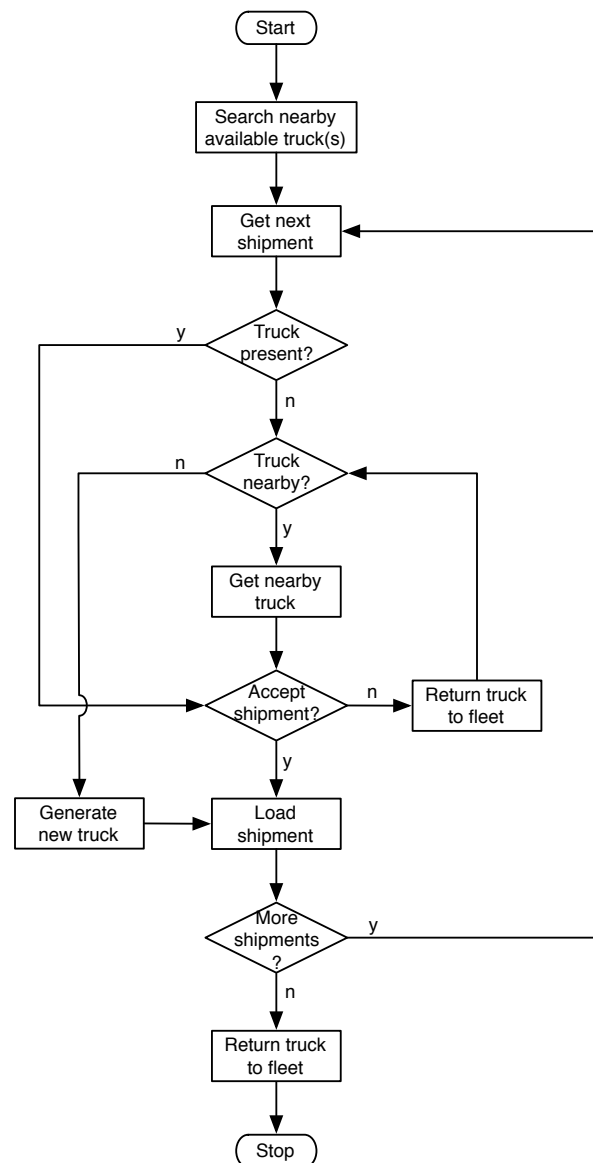 Start
Search nearby
available truck(s)
Get next
shipment
Truck
present?
y
n
Truck
nearby?
n
y
Get nearby
truck
Accept
shipment?
n
Return truck
to fleet
y
Generate
new truck
Load
shipment
More
shipments
?
y
n
Return truck
to fleet
Stop